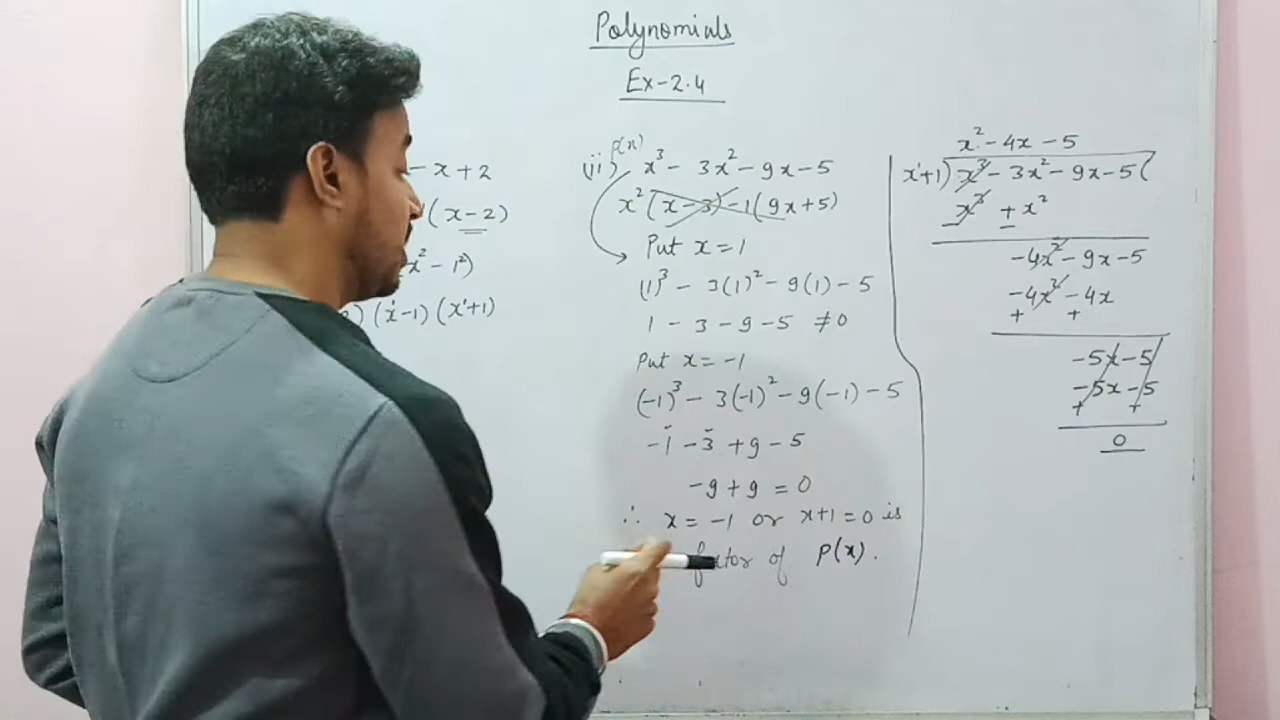 Polynomials
Ex-2.4
- x + 2
(x-2)
x² - 1²)
) (x-1) (x+1)
(ii) p(x) x³ - 3x² - 9x - 5
x²(x-3) - 1(9x+5)
Put x = 1
(1)³ - 3(1)² - 9(1) - 5
1 - 3 - 9 - 5 ≠ 0
Put x = -1
(-1)³ - 3(-1)² - 9(-1) - 5
-1 - 3 + 9 - 5
-9 + 9 = 0
∴ x = -1 or x+1 = 0 is
factor of P(x).
x² - 4x - 5
x+1) x³ - 3x² - 9x - 5 (
x³ + x²
- -
-4x² - 9x - 5
-4x² - 4x
+ +
-5x - 5
-5x - 5
+ +
0